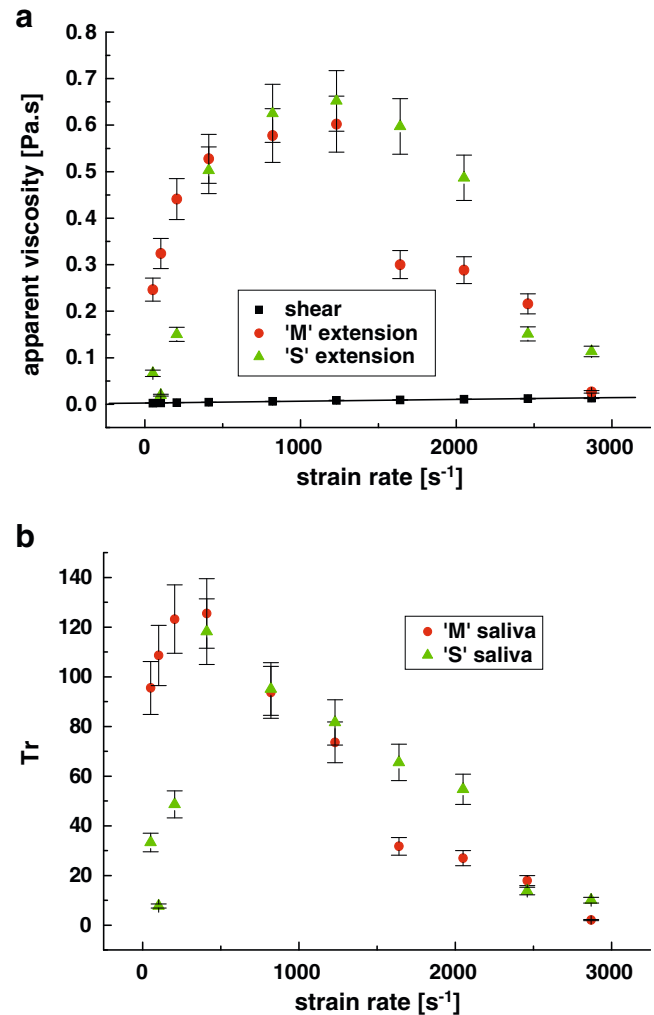 a
0.8
0.7
0.6
0.5
0.4
0.3
0.2
0.1
0.0
apparent viscosity [Pa.s]
shear
'M' extension
'S' extension
0 1000 2000 3000
strain rate [s⁻¹]
b
140
120
100
80
60
40
20
0
Tr
'M' saliva
'S' saliva
0 1000 2000 3000
strain rate [s⁻¹]